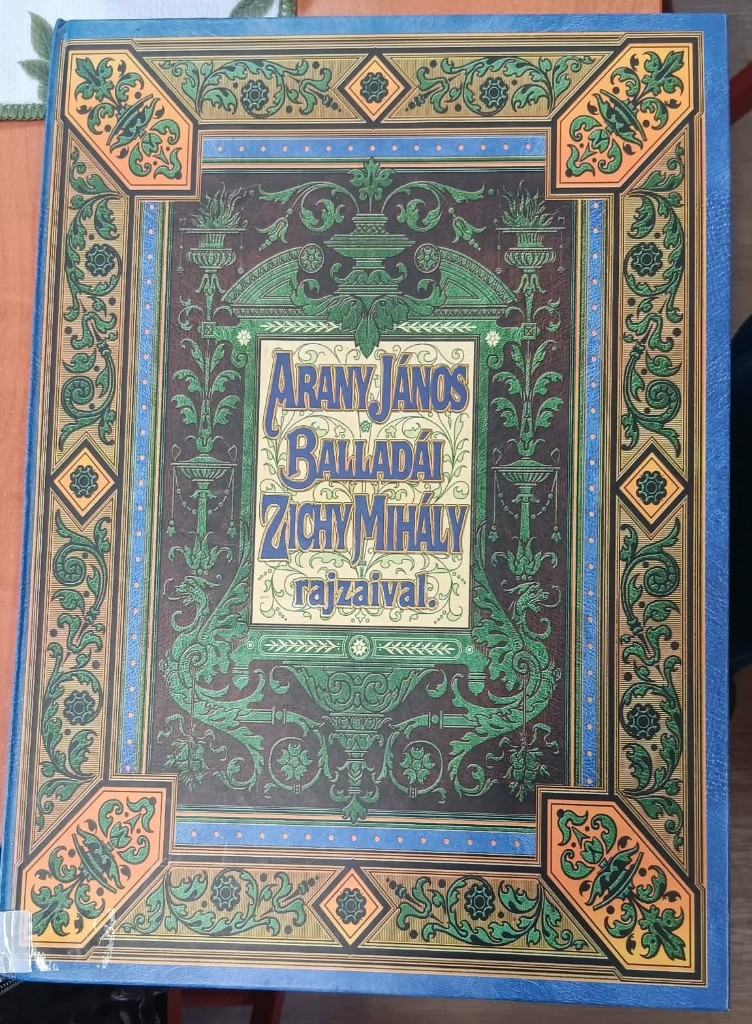 ARANY JÁNOS
BALLADÁI
ZICHY MIHÁLY
rajzaival.